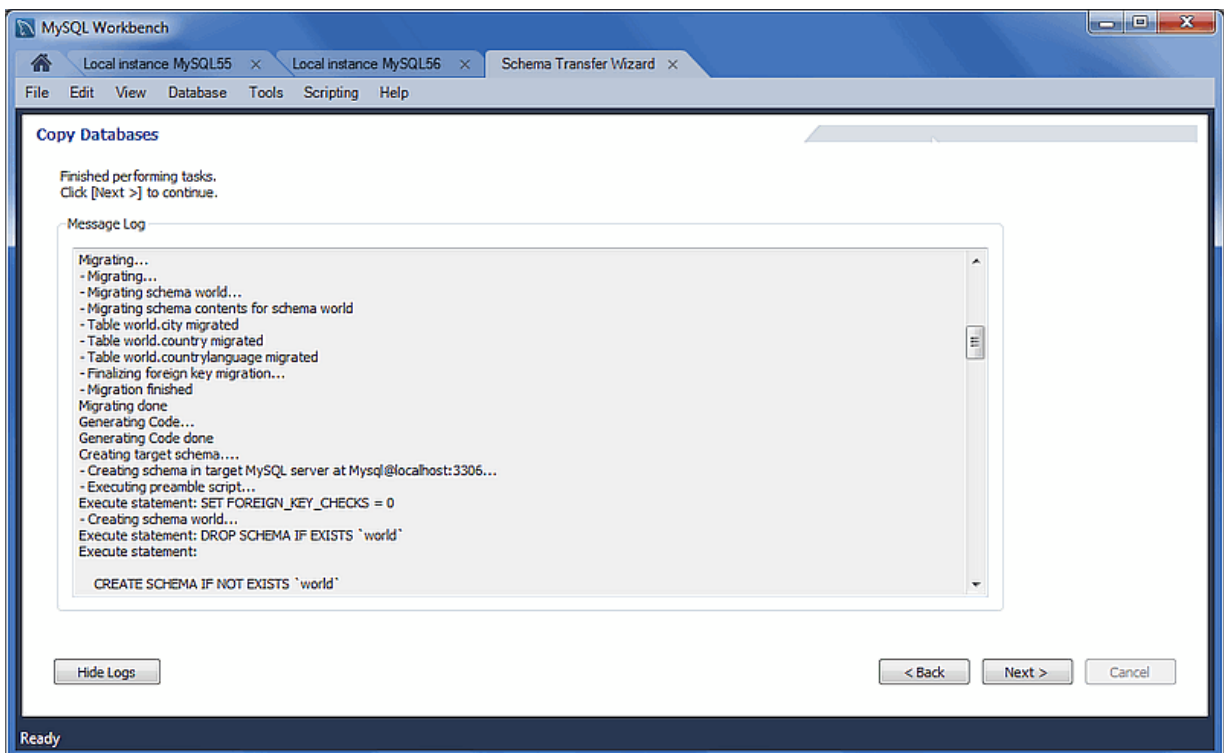 MySQL Workbench
Local instance MySQL55 × Local instance MySQL56 × Schema Transfer Wizard ×
File Edit View Database Tools Scripting Help
Copy Databases
Finished performing tasks.
Click [Next >] to continue.
Message Log
Migrating...
- Migrating...
- Migrating schema world...
- Migrating schema contents for schema world
- Table world.city migrated
- Table world.country migrated
- Table world.countrylanguage migrated
- Finalizing foreign key migration...
- Migration finished
Migrating done
Generating Code...
Generating Code done
Creating target schema....
- Creating schema in target MySQL server at Mysql@localhost:3306...
- Executing preamble script...
Execute statement: SET FOREIGN_KEY_CHECKS = 0
- Creating schema world...
Execute statement: DROP SCHEMA IF EXISTS `world`
Execute statement:
CREATE SCHEMA IF NOT EXISTS `world`
Hide Logs < Back Next > Cancel
Ready